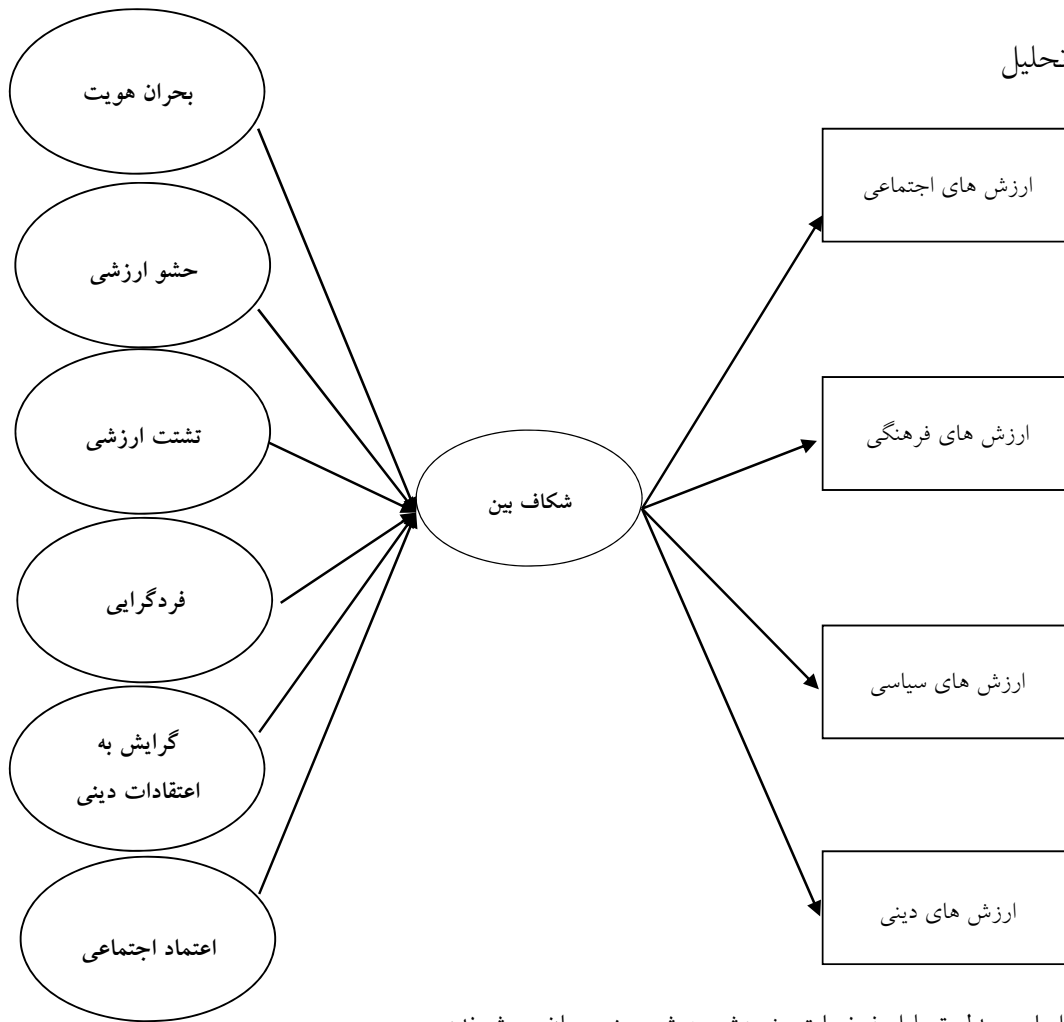 تحلیل
بحران هویت
حشو ارزشی
تشتت ارزشی
فردگرایی
گرایش به
اعتقادات دینی
اعتماد اجتماعی
شکاف بین
ارزش های اجتماعی
ارزش های فرهنگی
ارزش های سیاسی
ارزش های دینی